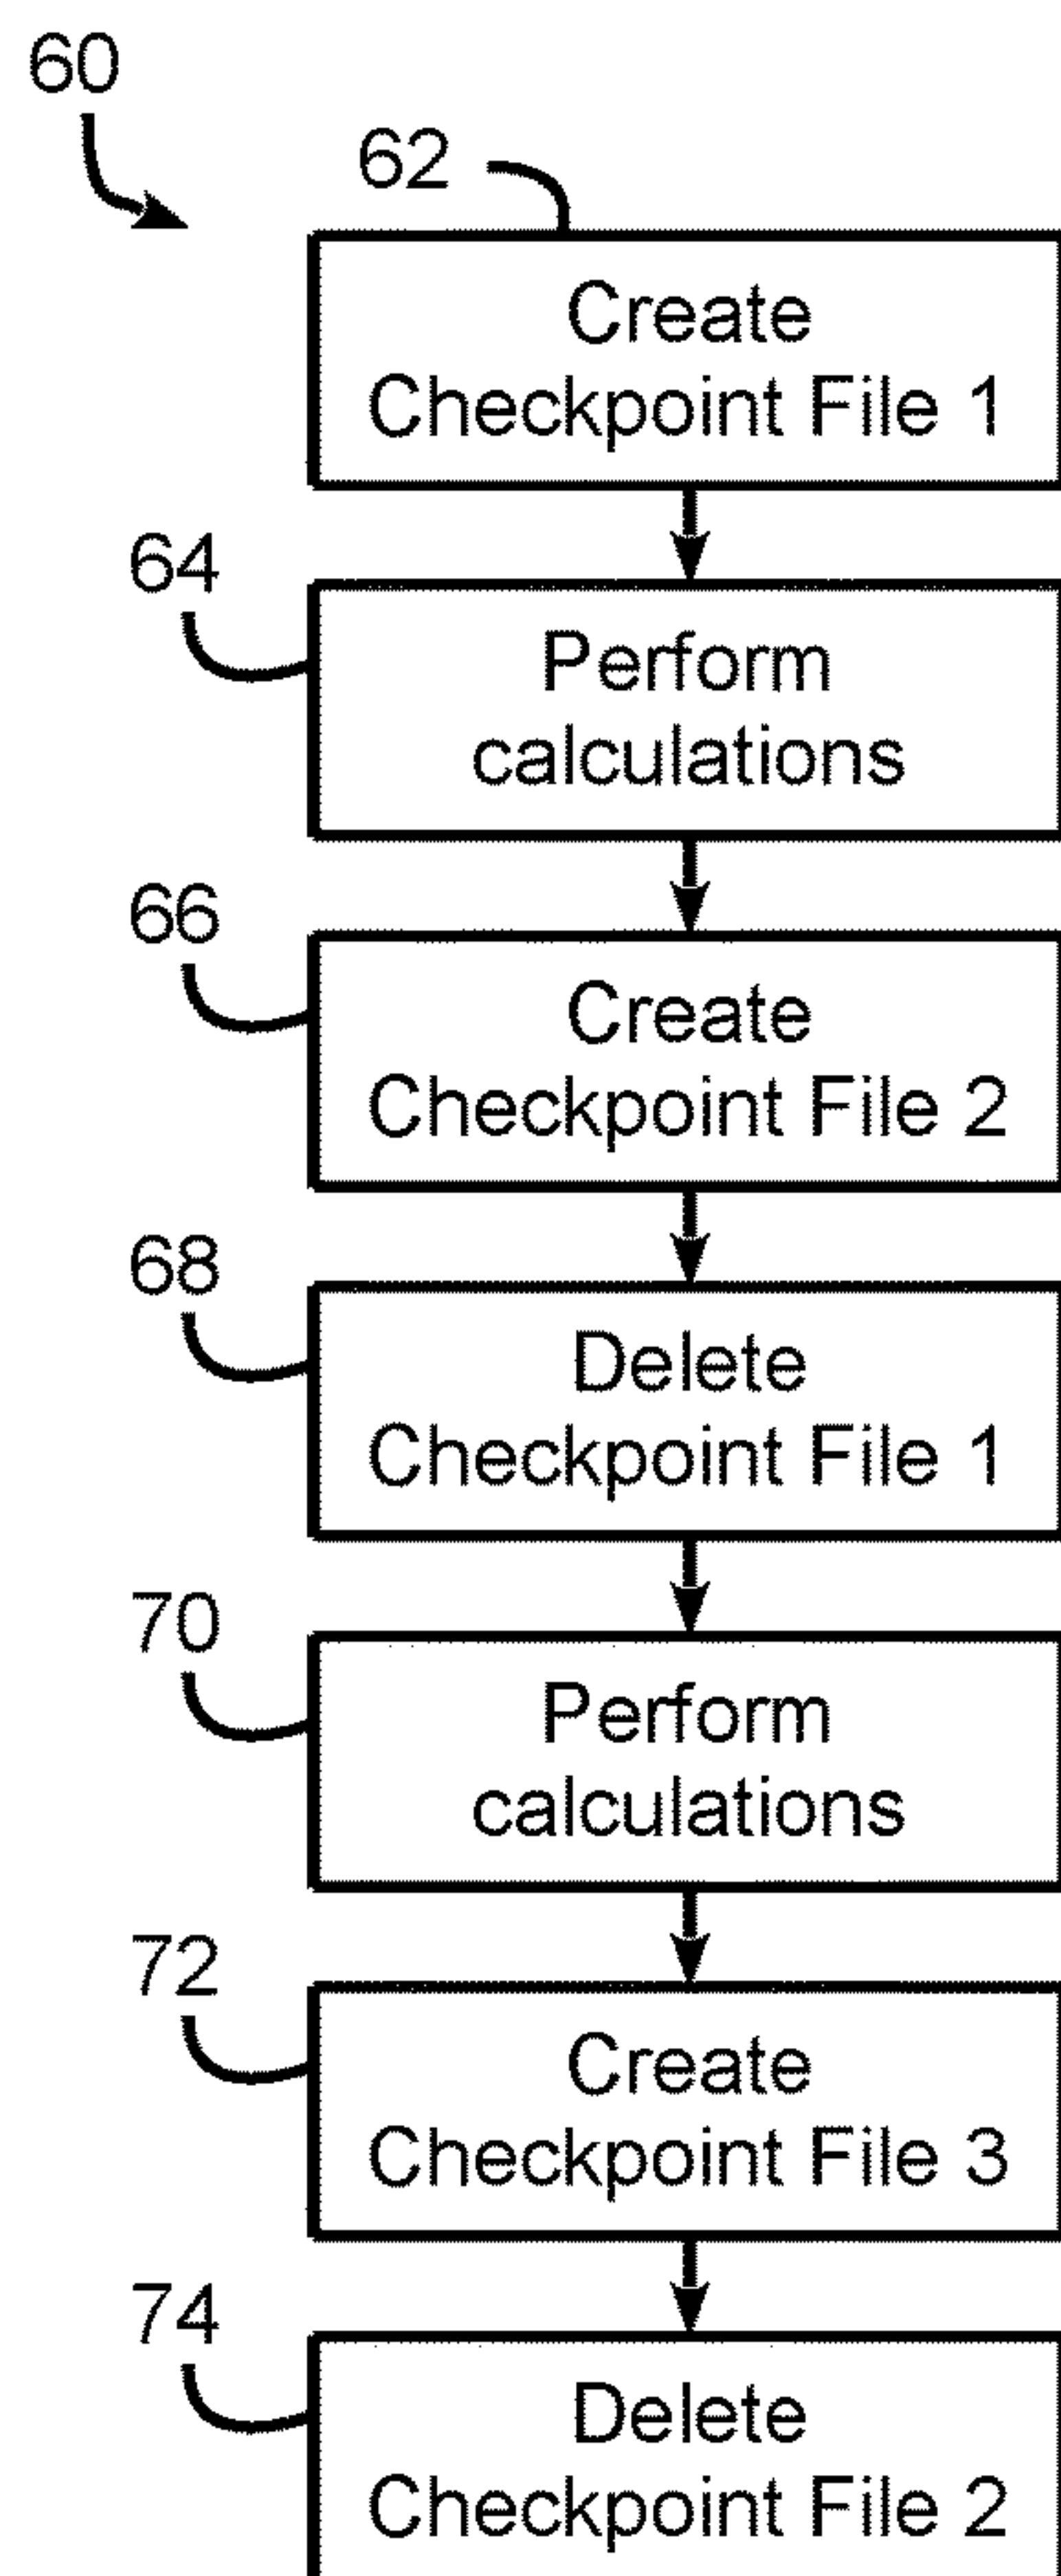 60
62
Create
Checkpoint File 1
64
Perform
calculations
66
Create
Checkpoint File 2
68
Delete
Checkpoint File 1
70
Perform
calculations
72
Create
Checkpoint File 3
74
Delete
Checkpoint File 2